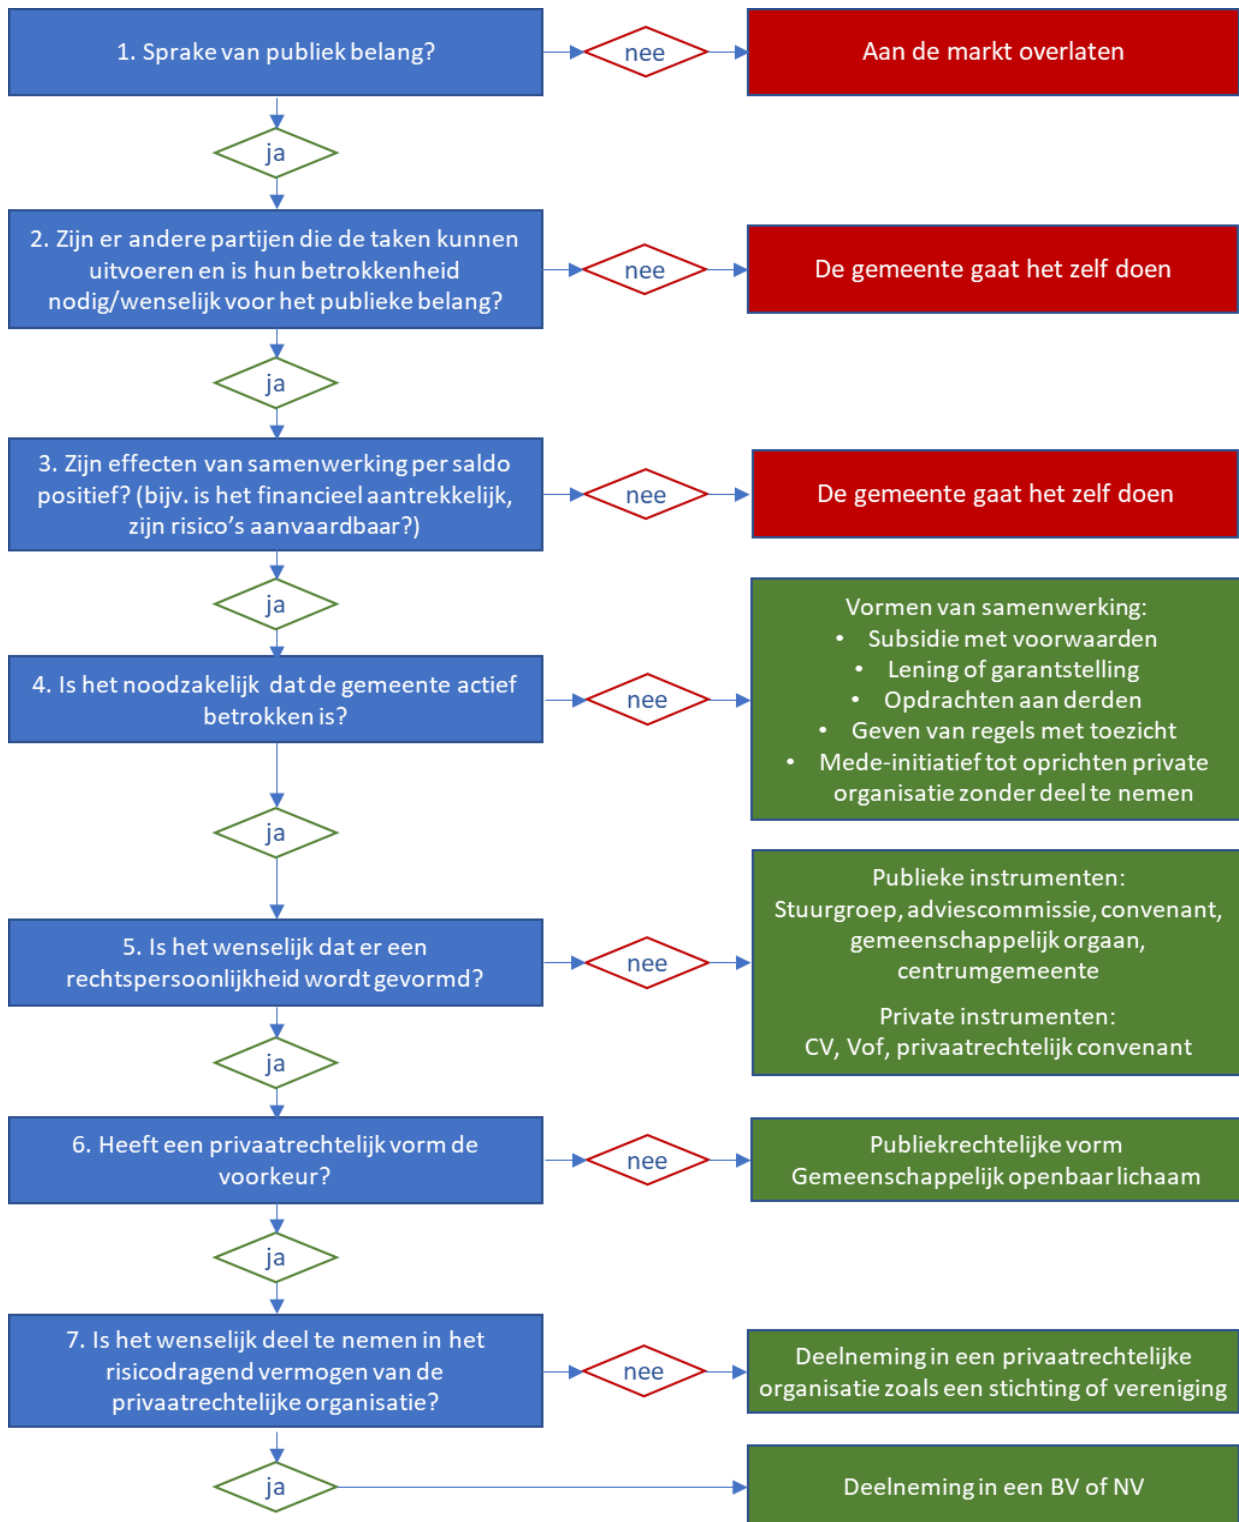 1. Sprake van publiek belang?
nee
Aan de markt overlaten
ja
2. Zijn er andere partijen die de taken kunnen
uitvoeren en is hun betrokkenheid
nodig/wenselijk voor het publieke belang?
nee
De gemeente gaat het zelf doen
ja
3. Zijn effecten van samenwerking per saldo
positief? (bijv. is het financieel aantrekkelijk,
zijn risico's aanvaardbaar?)
nee
De gemeente gaat het zelf doen
ja
4. Is het noodzakelijk dat de gemeente actief
betrokken is?
nee
Vormen van samenwerking:
• Subsidie met voorwaarden
• Lening of garantstelling
• Opdrachten aan derden
• Geven van regels met toezicht
• Mede-initiatief tot oprichten private
organisatie zonder deel te nemen
ja
5. Is het wenselijk dat er een
rechtspersoonlijkheid wordt gevormd?
nee
Publieke instrumenten:
Stuurgroep, adviescommissie, convenant,
gemeenschappelijk orgaan,
centrumgemeente
Private instrumenten:
CV, Vof, privaatrechtelijk convenant
ja
6. Heeft een privaatrechtelijk vorm de
voorkeur?
nee
Publiekrechtelijke vorm
Gemeenschappelijk openbaar lichaam
ja
7. Is het wenselijk deel te nemen in het
risicodragend vermogen van de
privaatrechtelijke organisatie?
nee
Deelneming in een privaatrechtelijke
organisatie zoals een stichting of vereniging
ja
Deelneming in een BV of NV